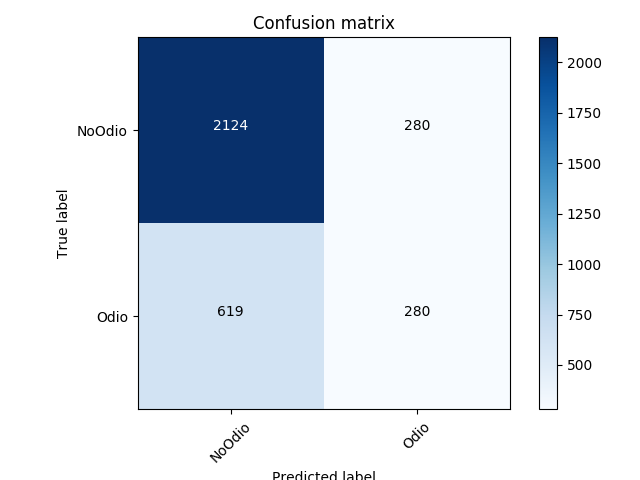 Confusion matrix
NoOdio
2124
280
2000
1750
1500
1250
1000
750
500
True label
Odio
619
280
NoOdio
Odio
Predicted label